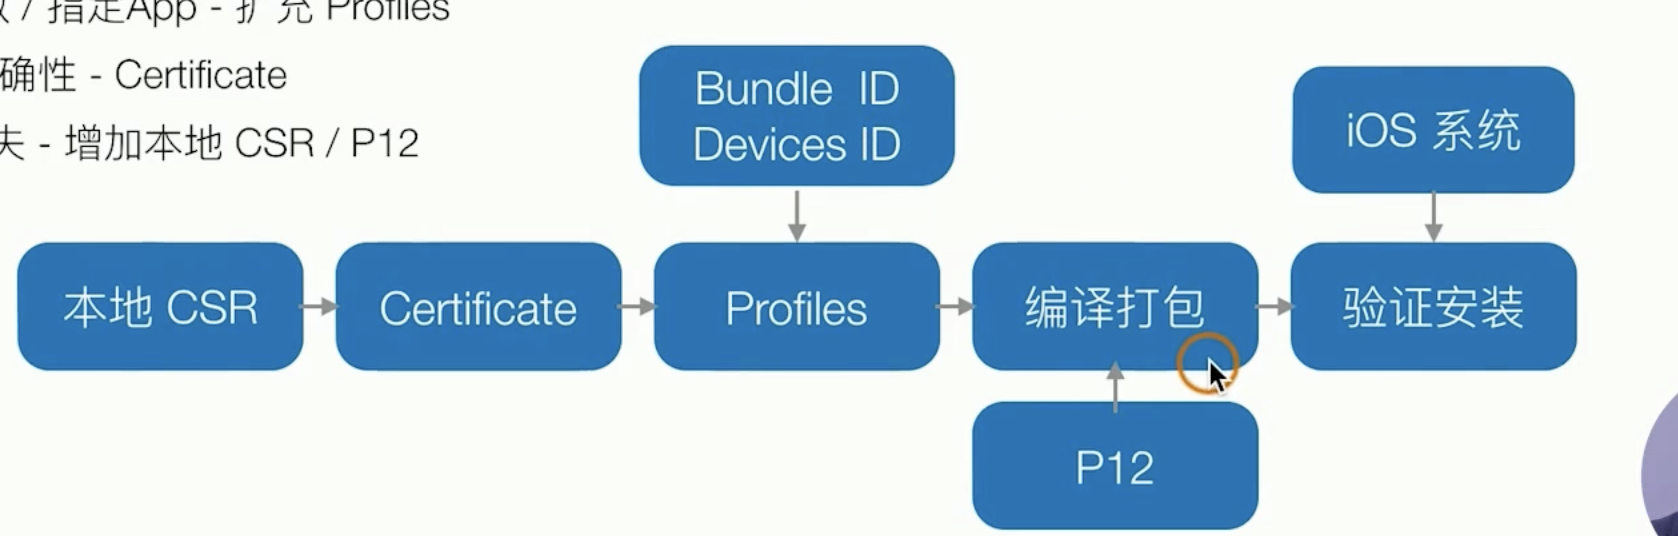 / 指定App - 扩充 Profiles
确性 - Certificate
失 - 增加本地 CSR / P12
Bundle ID
Devices ID
iOS 系统
本地 CSR
Certificate
Profiles
编译打包
验证安装
P12